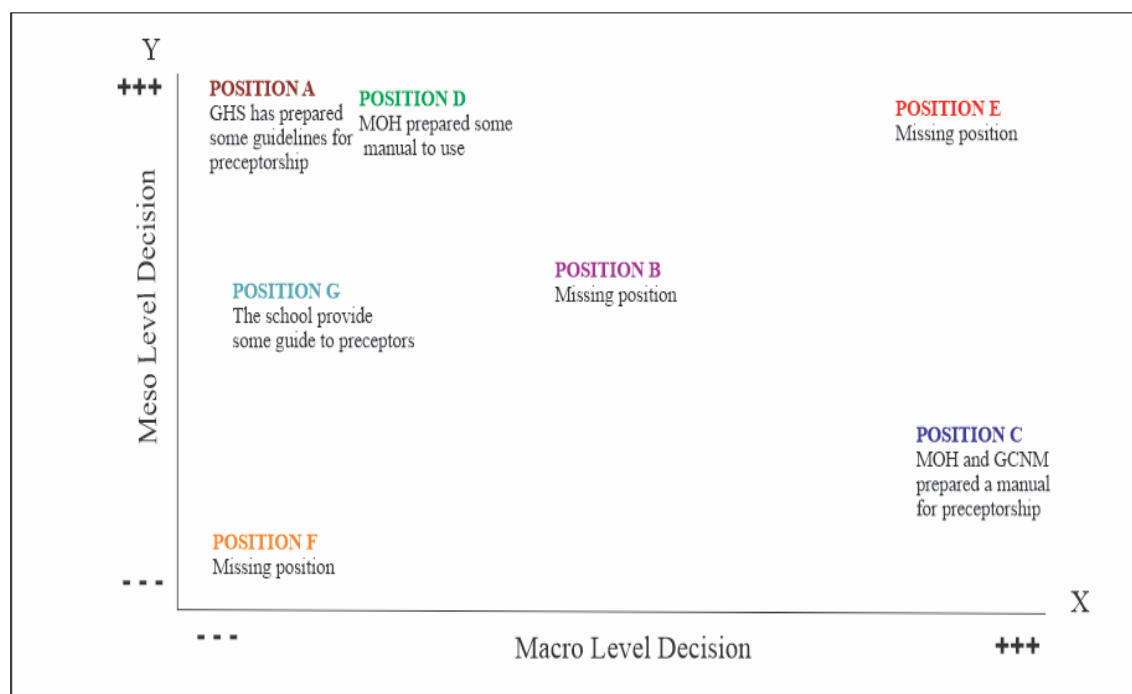 Y
+++
POSITION A
GHS has prepared
some guidelines for
preceptorship
POSITION D
MOH prepared some
manual to use
POSITION E
Missing position
Meso Level Decision
POSITION B
Missing position
POSITION G
The school provide
some guide to preceptors
POSITION C
MOH and GCNM
prepared a manual
for preceptorship
POSITION F
Missing position
- - -
X
- - -
Macro Level Decision
+++